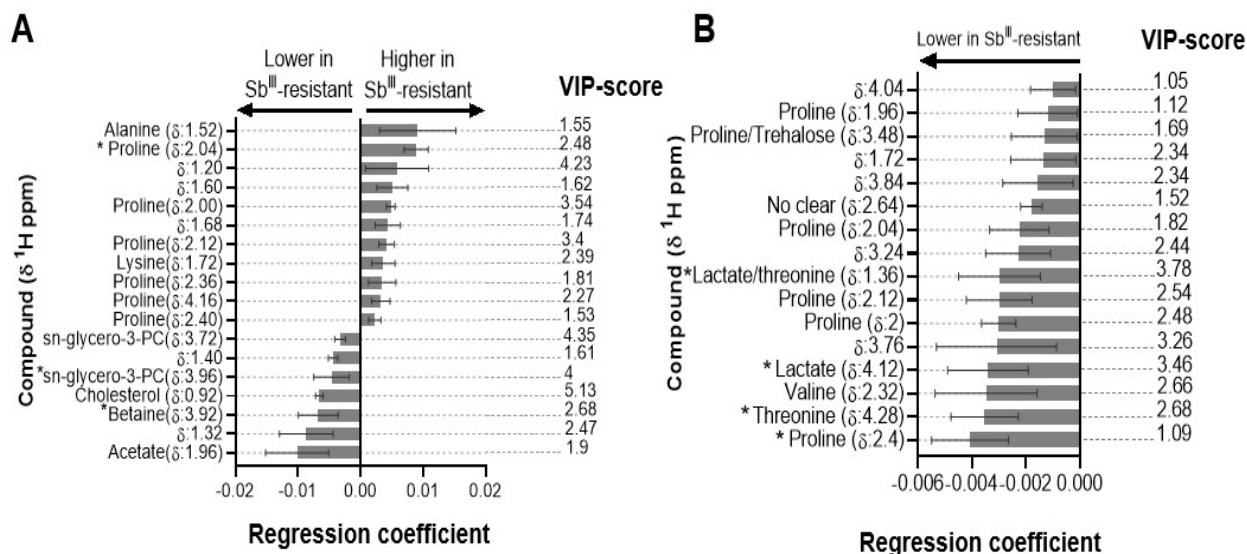 A
Lower in
Sbᴵᴵᴵ-resistant
Higher in
Sbᴵᴵᴵ-resistant
VIP-score
Compound (δ ¹H ppm)
Alanine (δ:1.52) 1.55
* Proline (δ:2.04) 2.48
δ:1.20 4.23
δ:1.60 1.62
Proline(δ:2.00) 3.54
δ:1.68 1.74
Proline(δ:2.12) 3.4
Lysine(δ:1.72) 2.39
Proline(δ:2.36) 1.81
Proline(δ:4.16) 2.27
Proline(δ:2.40) 1.53
sn-glycero-3-PC(δ:3.72) 4.35
δ:1.40 1.61
*sn-glycero-3-PC(δ:3.96) 4
Cholesterol (δ:0.92) 5.13
*Betaine(δ:3.92) 2.68
δ:1.32 2.47
Acetate(δ:1.96) 1.9
-0.02 -0.01 0.00 0.01 0.02
Regression coefficient
B
Lower in Sbᴵᴵᴵ-resistant
VIP-score
Compound (δ ¹H ppm)
δ:4.04 1.05
Proline (δ:1.96) 1.12
Proline/Trehalose (δ:3.48) 1.69
δ:1.72 2.34
δ:3.84 2.34
No clear (δ:2.64) 1.52
Proline (δ:2.04) 1.82
δ:3.24 2.44
*Lactate/threonine (δ:1.36) 3.78
Proline (δ:2.12) 2.54
Proline (δ:2) 2.48
δ:3.76 3.26
* Lactate (δ:4.12) 3.46
Valine (δ:2.32) 2.66
* Threonine (δ:4.28) 2.68
* Proline (δ:2.4) 1.09
-0.006 -0.004 -0.002 0.000
Regression coefficient